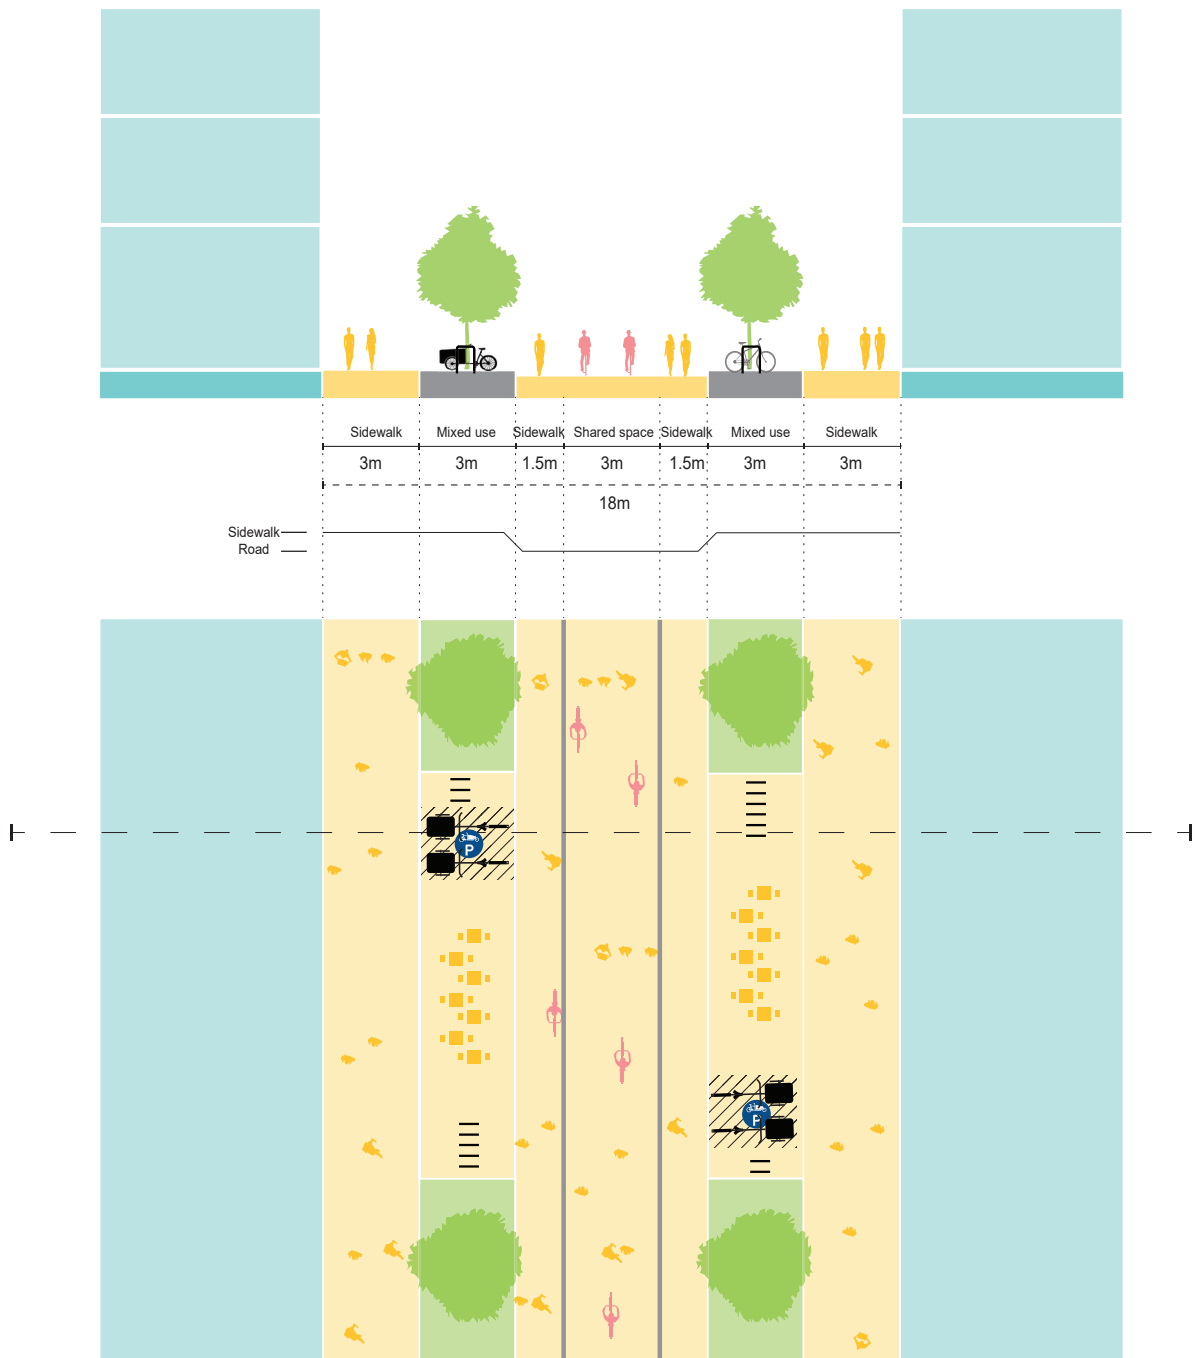 Sidewalk Mixed use Sidewalk Shared space Sidewalk Mixed use Sidewalk
3m 3m 1.5m 3m 1.5m 3m 3m
18m
Sidewalk
Road
P
P